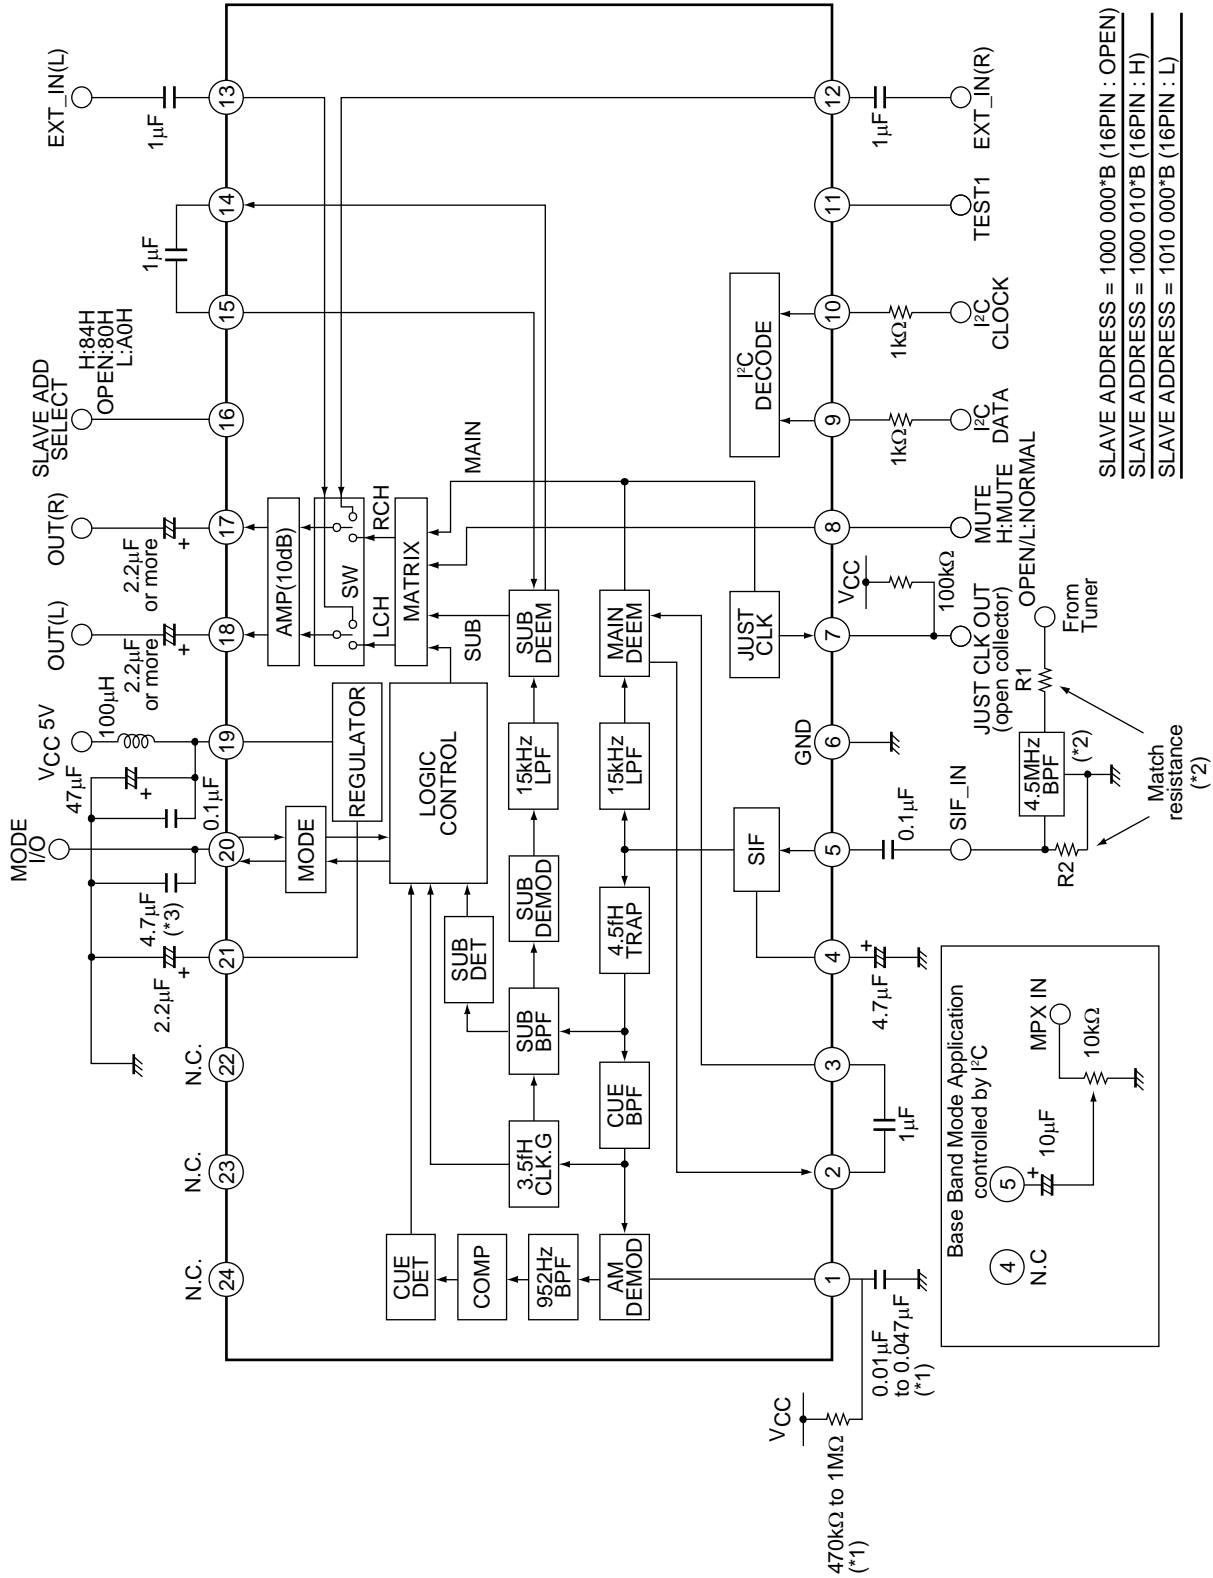 N.C.
N.C.
N.C.
2.2μF
+
4.7μF
(*3)
MODE
I/O
47μF
+
0.1μF
VCC 5V
100μH
OUT(L)
2.2μF
or more
+
OUT(R)
2.2μF
or more
+
SLAVE ADD
SELECT
H:84H
OPEN:80H
L:A0H
1μF
EXT_IN(L)
1μF
24
23
22
21
20
19
18
17
16
15
14
13
CUE
DET
COMP
952Hz
BPF
AM
DEMOD
3.5fH
CLK.G
CUE
BPF
SUB
BPF
SUB
DET
SUB
DEMOD
4.5fH
TRAP
MODE
LOGIC
CONTROL
REGULATOR
15kHz
LPF
15kHz
LPF
SIF
AMP(10dB)
SW
LCH
RCH
MATRIX
SUB
MAIN
SUB
DEEM
MAIN
DEEM
JUST
CLK
I²C
DECODE
1
2
3
4
5
6
7
8
9
10
11
12
VCC
470kΩ to 1MΩ
(*1)
0.01μF
to 0.047μF
(*1)
1μF
4.7μF
+
0.1μF
SIF_IN
GND
VCC
100kΩ
JUST CLK OUT
(open collector)
MUTE
H:MUTE
OPEN/L:NORMAL
1kΩ
I²C
DATA
1kΩ
I²C
CLOCK
TEST1
1μF
EXT_IN(R)
R2
4.5MHz
BPF
(*2)
R1
From
Tuner
Match
resistance
(*2)
Base Band Mode Application
controlled by I²C
4
N.C
5
+
10μF
MPX IN
10kΩ
SLAVE ADDRESS = 1000 000*B (16PIN : OPEN)
SLAVE ADDRESS = 1000 010*B (16PIN : H)
SLAVE ADDRESS = 1010 000*B (16PIN : L)